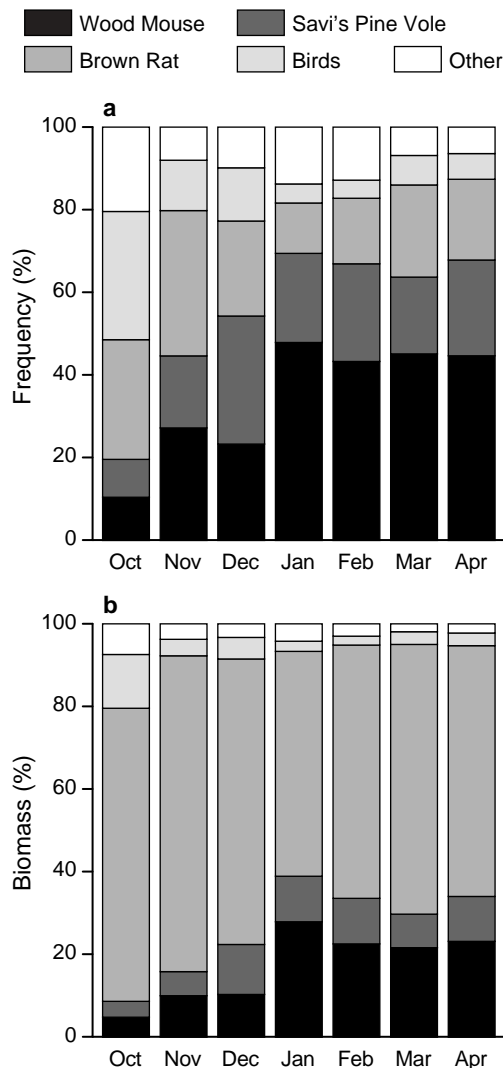 Wood Mouse Savi's Pine Vole
Brown Rat Birds Other
a
100
80
60
40
20
0
Frequency (%)
Oct Nov Dec Jan Feb Mar Apr
b
100
80
60
40
20
0
Biomass (%)
Oct Nov Dec Jan Feb Mar Apr